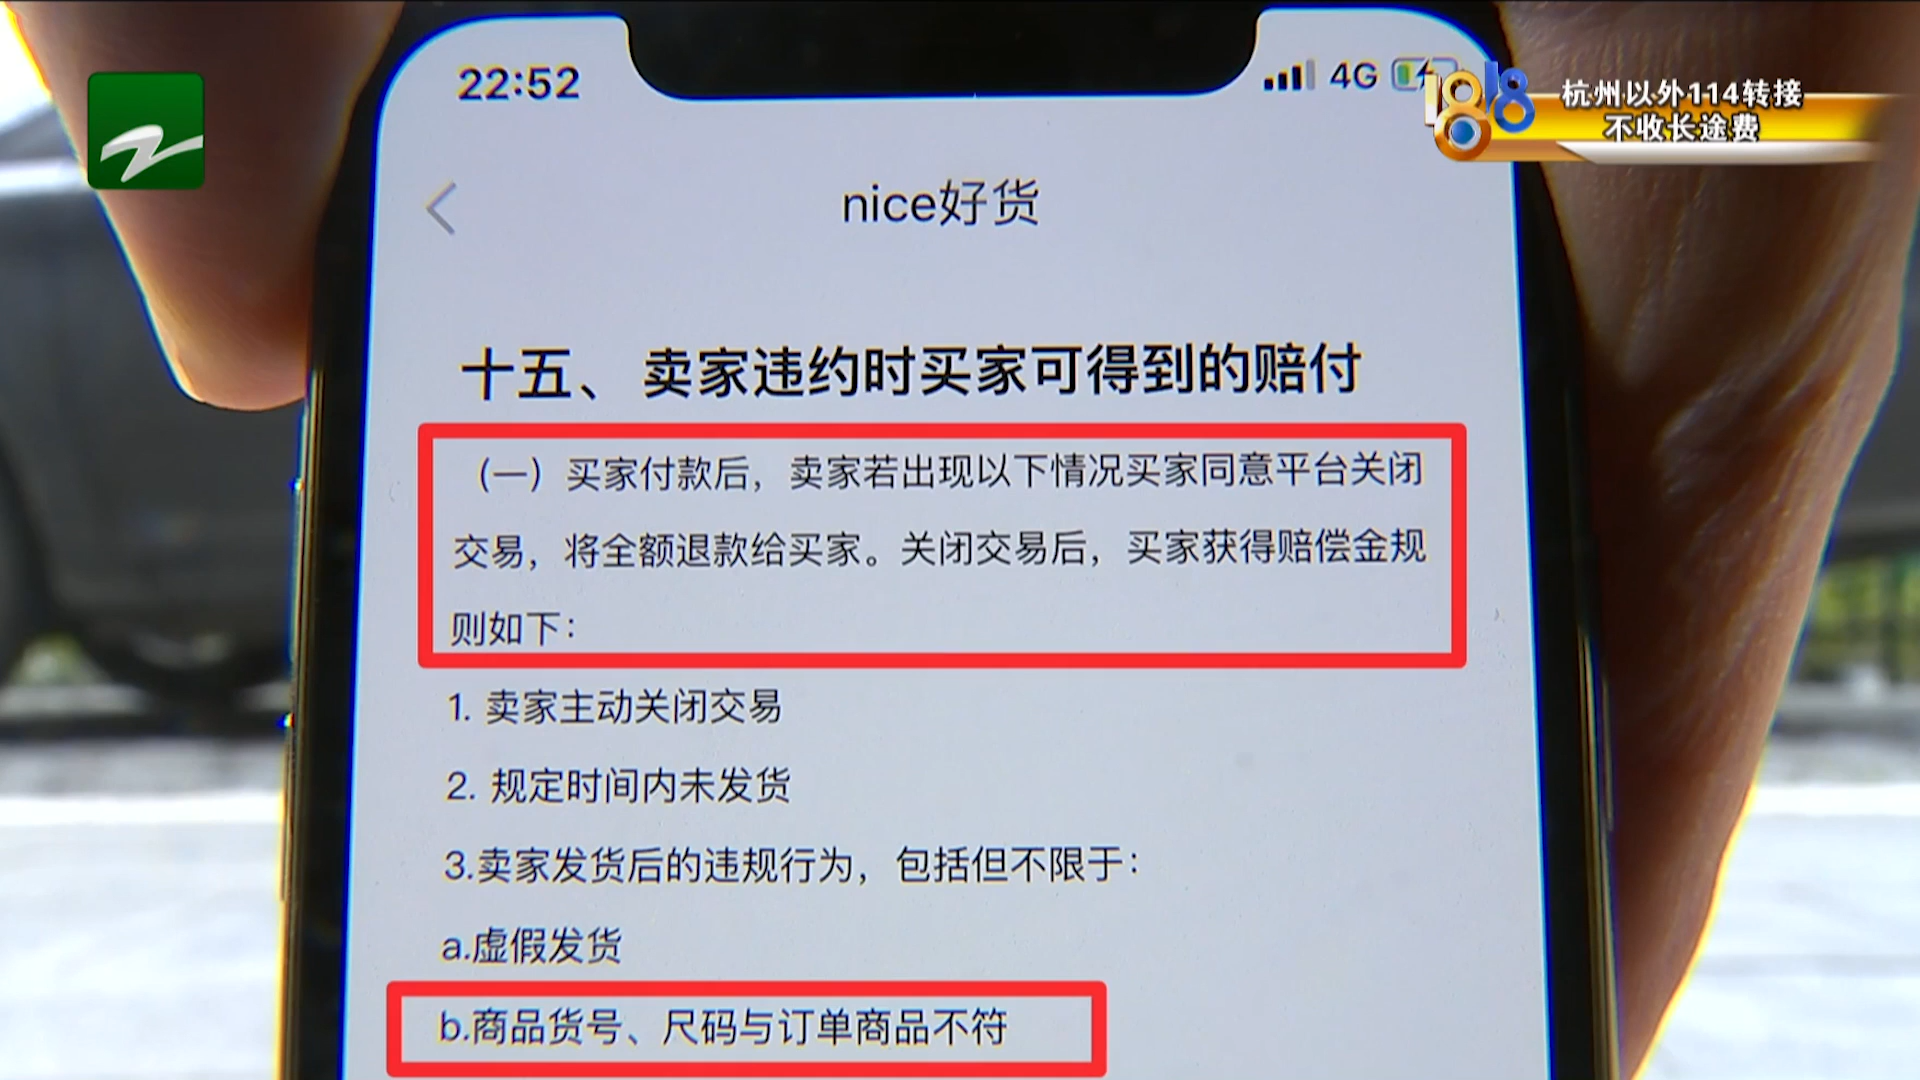 22:52
4G
1818
杭州以外114转接
不收长途费
nice好货
十五、卖家违约时买家可得到的赔付
(一) 买家付款后，卖家若出现以下情况买家同意平台关闭
交易，将全额退款给买家。关闭交易后，买家获得赔偿金规
则如下：
1. 卖家主动关闭交易
2. 规定时间内未发货
3.卖家发货后的违规行为，包括但不限于：
a.虚假发货
b.商品货号、尺码与订单商品不符